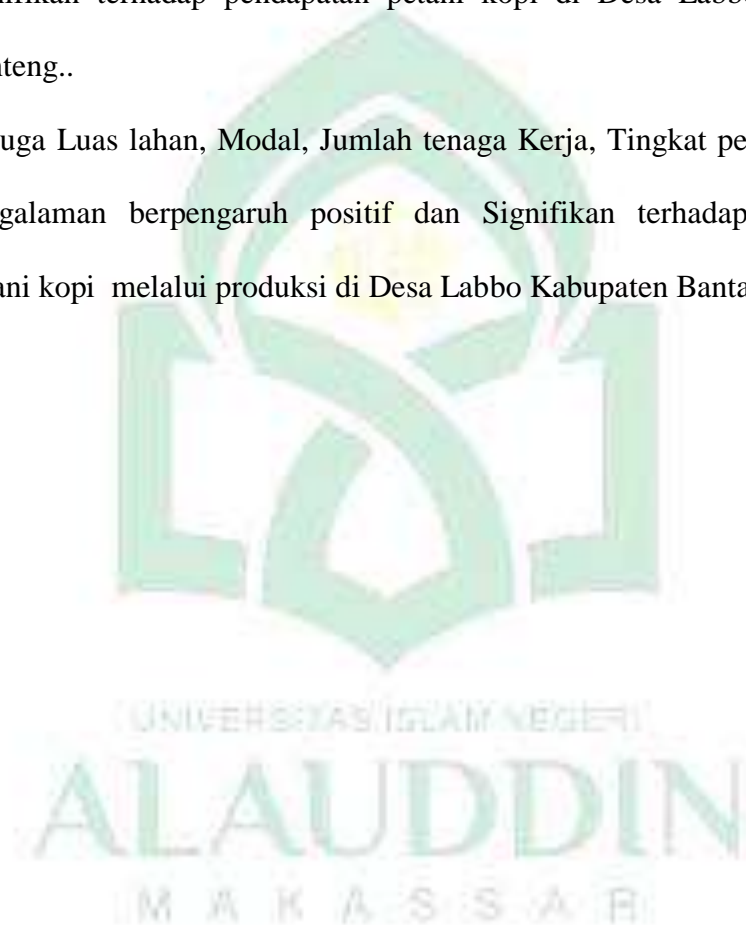 nifikan terhadap pendapatan petani kopi di Desa Labbo
nteng..
uga Luas lahan, Modal, Jumlah tenaga Kerja, Tingkat pe
galaman berpengaruh positif dan Signifikan terhadap
ani kopi melalui produksi di Desa Labbo Kabupaten Banta
UNIVERSITAS ISLAM NEGERI
ALAUDDIN
MAKASSAR